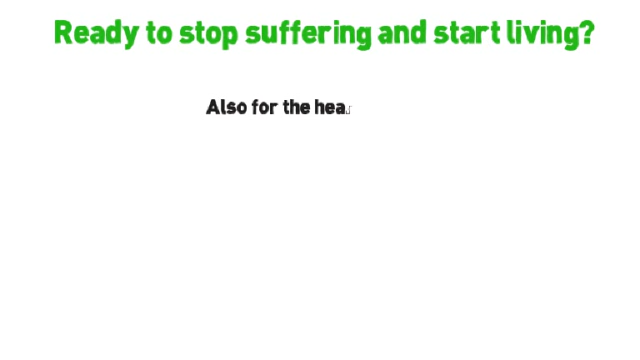 Ready to stop suffering and start living?
Also for the hea